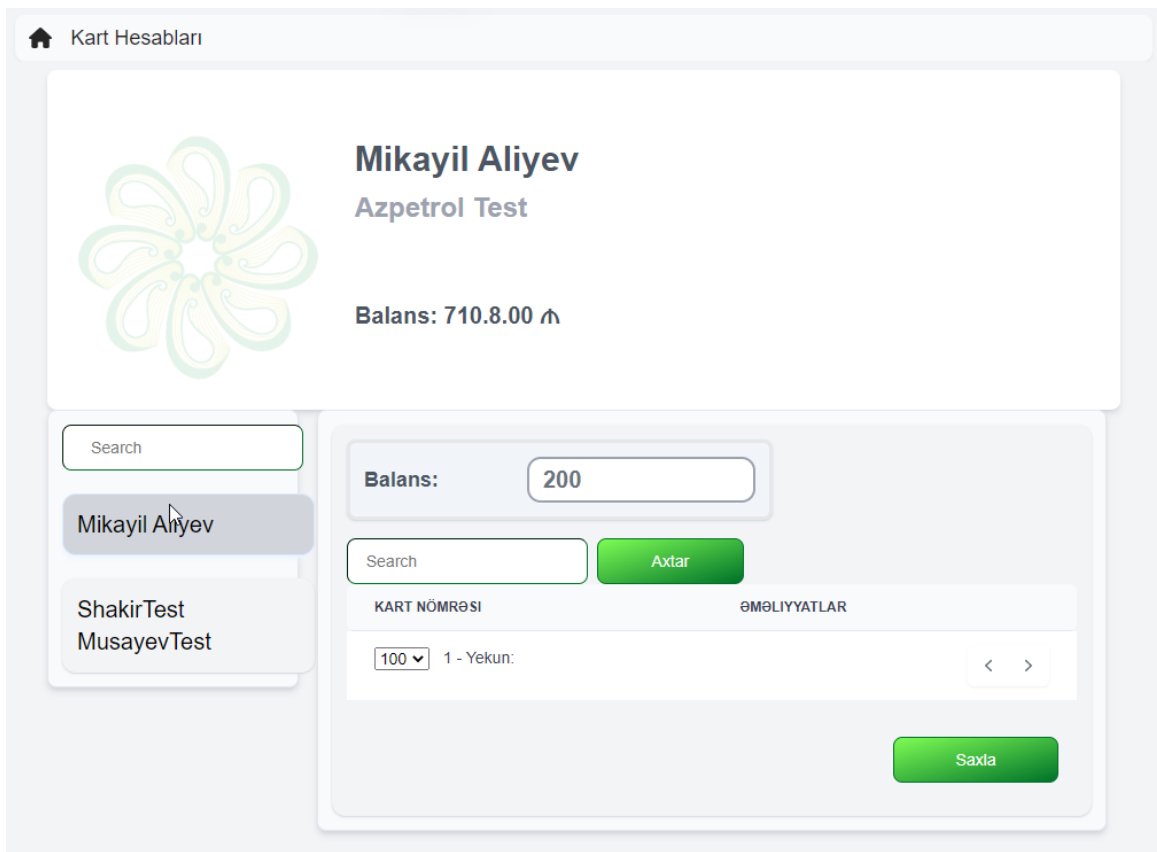 Kart Hesabları
Mikayil Aliyev
Azpetrol Test
Balans: 710.8.00 ₼
Search
Mikayil Aliyev
ShakirTest
MusayevTest
Balans: 200
Search Axtar
KART NÖMRƏSI ƏMƏLIYYATLAR
100 1 - Yekun:
Saxla